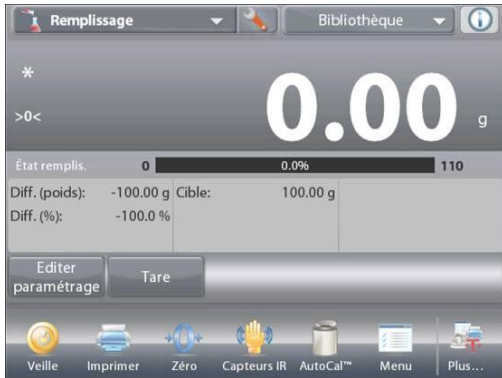 Remplissage Bibliothèque
*
>0< 0.00 g
État remplis. 0 0.0% 110
Diff. (poids): -100.00 g Cible: 100.00 g
Diff. (%): -100.0 %
Editer
paramétrage
Tare
Veille Imprimer Zéro Capteurs IR AutoCal™ Menu Plus...